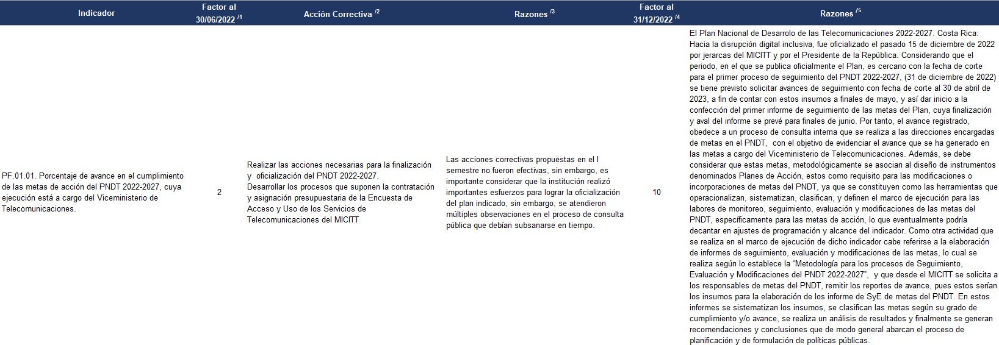 Indicador
Factor al
30/06/2022 /1
Acción Correctiva /2
Razones /3
Factor al
31/12/2022 /4
Razones /5
PF.01.01. Porcentaje de avance en el cumplimiento
de las metas de acción del PNDT 2022-2027, cuya
ejecución está a cargo del Viceministerio de
Telecomunicaciones.
2
Realizar las acciones necesarias para la finalización
y  oficialización del PNDT 2022-2027.
Desarrollar los procesos que suponen la contratación
y asignación presupuestaria de la Encuesta de
Acceso y Uso de los Servicios de
Telecomunicaciones del MICITT
Las acciones correctivas propuestas en el I
semestre no fueron efectivas, sin embargo, es
importante considerar que la institución realizó
importantes esfuerzos para lograr la oficialización
del plan indicado, sin embargo, se atendieron
múltiples observaciones en el proceso de consulta
pública que debían subsanarse en tiempo.
10
El Plan Nacional de Desarrolo de las Telecomunicaciones 2022-2027. Costa Rica:
Hacia la disrupción digital inclusiva, fue oficializado el pasado 15 de diciembre de 2022
por jerarcas del MICITT y por el Presidente de la República. Considerando que el
periodo, en el que se publica oficialmente el Plan, es cercano con la fecha de corte
para el primer proceso de seguimiento del PNDT 2022-2027, (31 de diciembre de 2022)
se tiene previsto solicitar avances de seguimiento con fecha de corte al 30 de abril de
2023, a fin de contar con estos insumos a finales de mayo, y así dar inicio a la
confección del primer informe de seguimiento de las metas del Plan, cuya finalización
y aval del informe se prevé para finales de junio. Por tanto, el avance registrado,
obedece a un proceso de consulta interna que se realiza a las direcciones encargadas
de metas en el PNDT,  con el objetivo de evidenciar el avance que se ha generado en
las metas a cargo del Viceministerio de Telecomunicaciones. Además, se debe
considerar que estas metas, metodológicamente se asocian al diseño de instrumentos
denominados Planes de Acción, estos como requisito para las modificaciones o
incorporaciones de metas del PNDT, ya que se constituyen como las herramientas que
operacionalizan, sistematizan, clasifican, y definen el marco de ejecución para las
labores de monitoreo, seguimiento, evaluación y modificaciones de las metas del
PNDT, específicamente para las metas de acción, lo que eventualmente podría
decantar en ajustes de programación y alcance del indicador. Como otra actividad que
se realiza en el marco de ejecución de dicho indicador cabe referirse a la elaboración
de informes de seguimiento, evaluación y modificaciones de las metas, lo cual se
realiza según lo establece la “Metodología para los procesos de Seguimiento,
Evaluación y Modificaciones del PNDT 2022-2027”,  y que desde el MICITT se solicita a
los responsables de metas del PNDT, remitir los reportes de avance, pues estos serían
los insumos para la elaboración de los informe de SyE de metas del PNDT. En estos
informes se sistematizan los insumos, se clasifican las metas según su grado de
cumplimiento y/o avance, se realiza un análisis de resultados y finalmente se generan
recomendaciones y conclusiones que de modo general abarcan el proceso de
planificación y de formulación de políticas públicas.